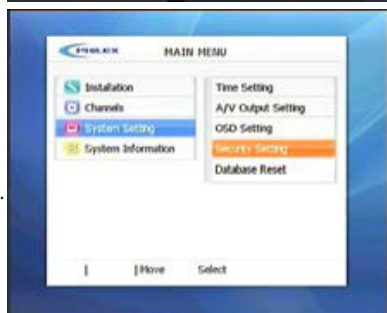 MAIN MENU
Installation
Channels
System Setting
System Information
Time Setting
A/V Output Setting
OSD Setting
Security Setting
Database Reset
Move Select